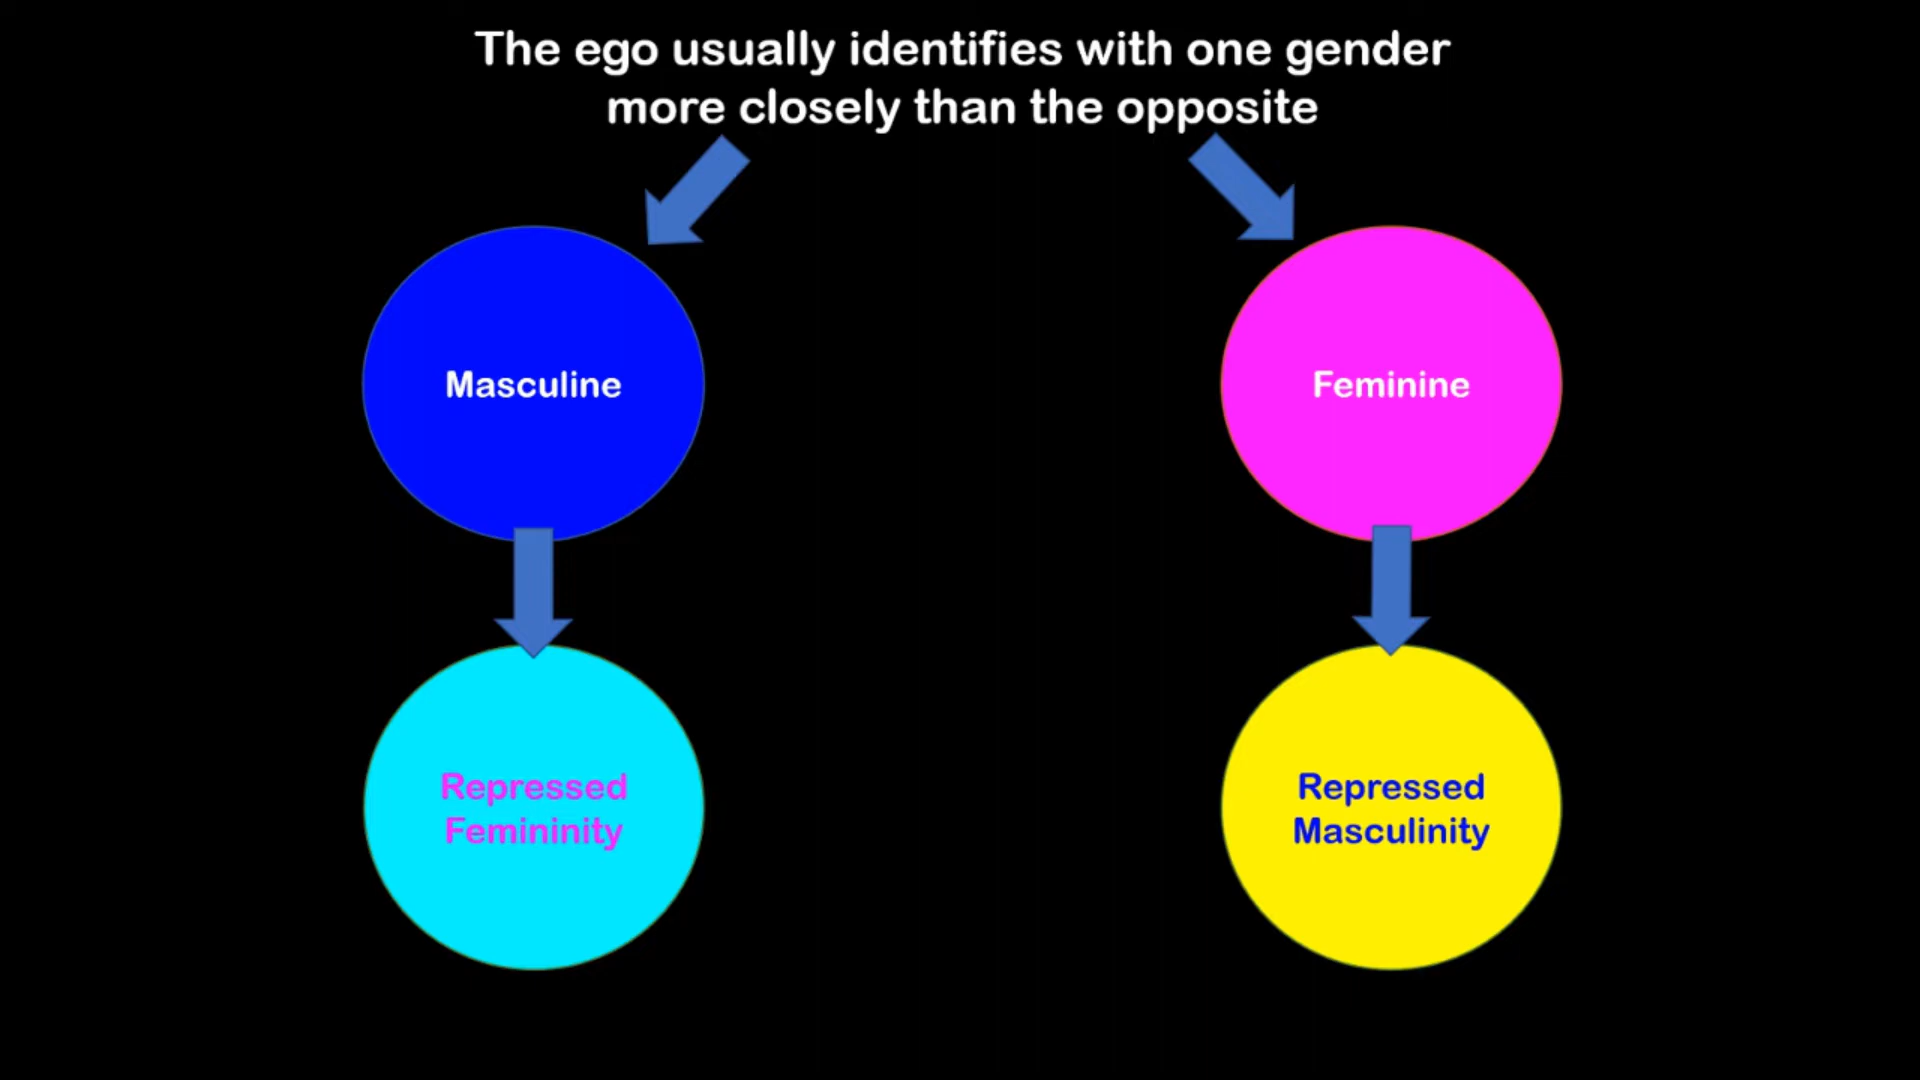 The ego usually identifies with one gender
more closely than the opposite
Masculine
Feminine
Repressed
Femininity
Repressed
Masculinity